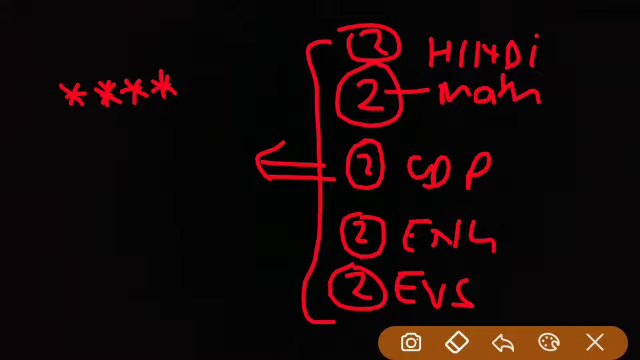 ****
2 HINDI
2 - math
2 CDP
2 ENG
2 EVS